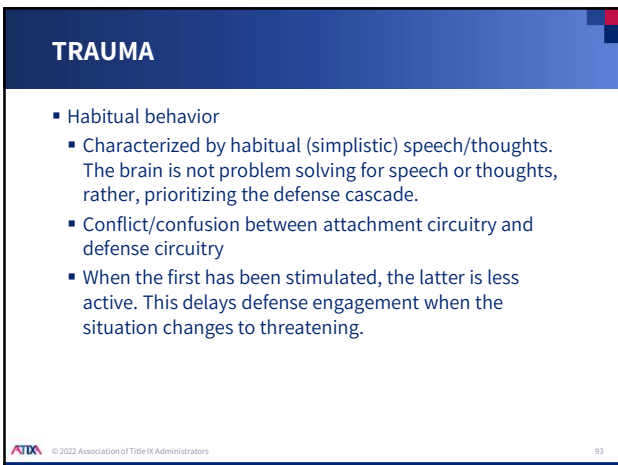 TRAUMA
▪ Habitual behavior
▪ Characterized by habitual (simplistic) speech/thoughts.
The brain is not problem solving for speech or thoughts,
rather, prioritizing the defense cascade.
▪ Conflict/confusion between attachment circuitry and
defense circuitry
▪ When the first has been stimulated, the latter is less
active. This delays defense engagement when the
situation changes to threatening.
ATIXA © 2022 Association of Title IX Administrators 93